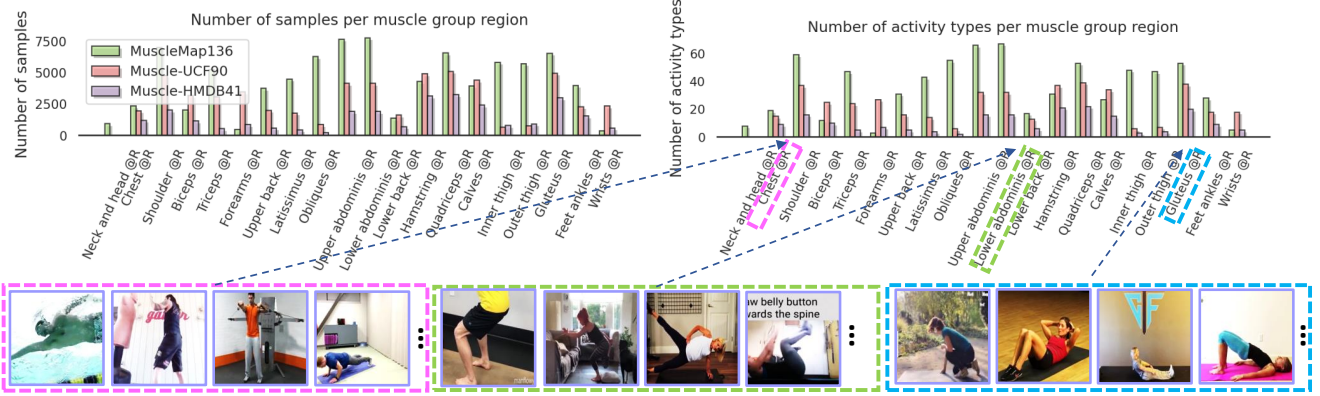 Number of samples per muscle group region
Number of samples
7500
5000
2500
0
MuscleMap136
Muscle-UCF90
Muscle-HMDB41
Neck and head @R
Chest @R
Shoulder @R
Biceps @R
Triceps @R
Forearms @R
Upper back @R
Latissimus @R
Obliques @R
Upper abdominis @R
Lower abdominis @R
Lower back @R
Hamstring @R
Quadriceps @R
Calves @R
Inner thigh @R
Outer thigh @R
Gluteus @R
Feet ankles @R
Wrists @R
Number of activity types per muscle group region
Number of activity types
60
40
20
0
Neck and head @R
Chest @R
Shoulder @R
Biceps @R
Triceps @R
Forearms @R
Upper back @R
Latissimus @R
Obliques @R
Upper abdominis @R
Lower abdominis @R
Lower back @R
Hamstring @R
Quadriceps @R
Calves @R
Inner thigh @R
Outer thigh @R
Gluteus @R
Feet ankles @R
Wrists @R
aw belly button
wards the spine
runflow